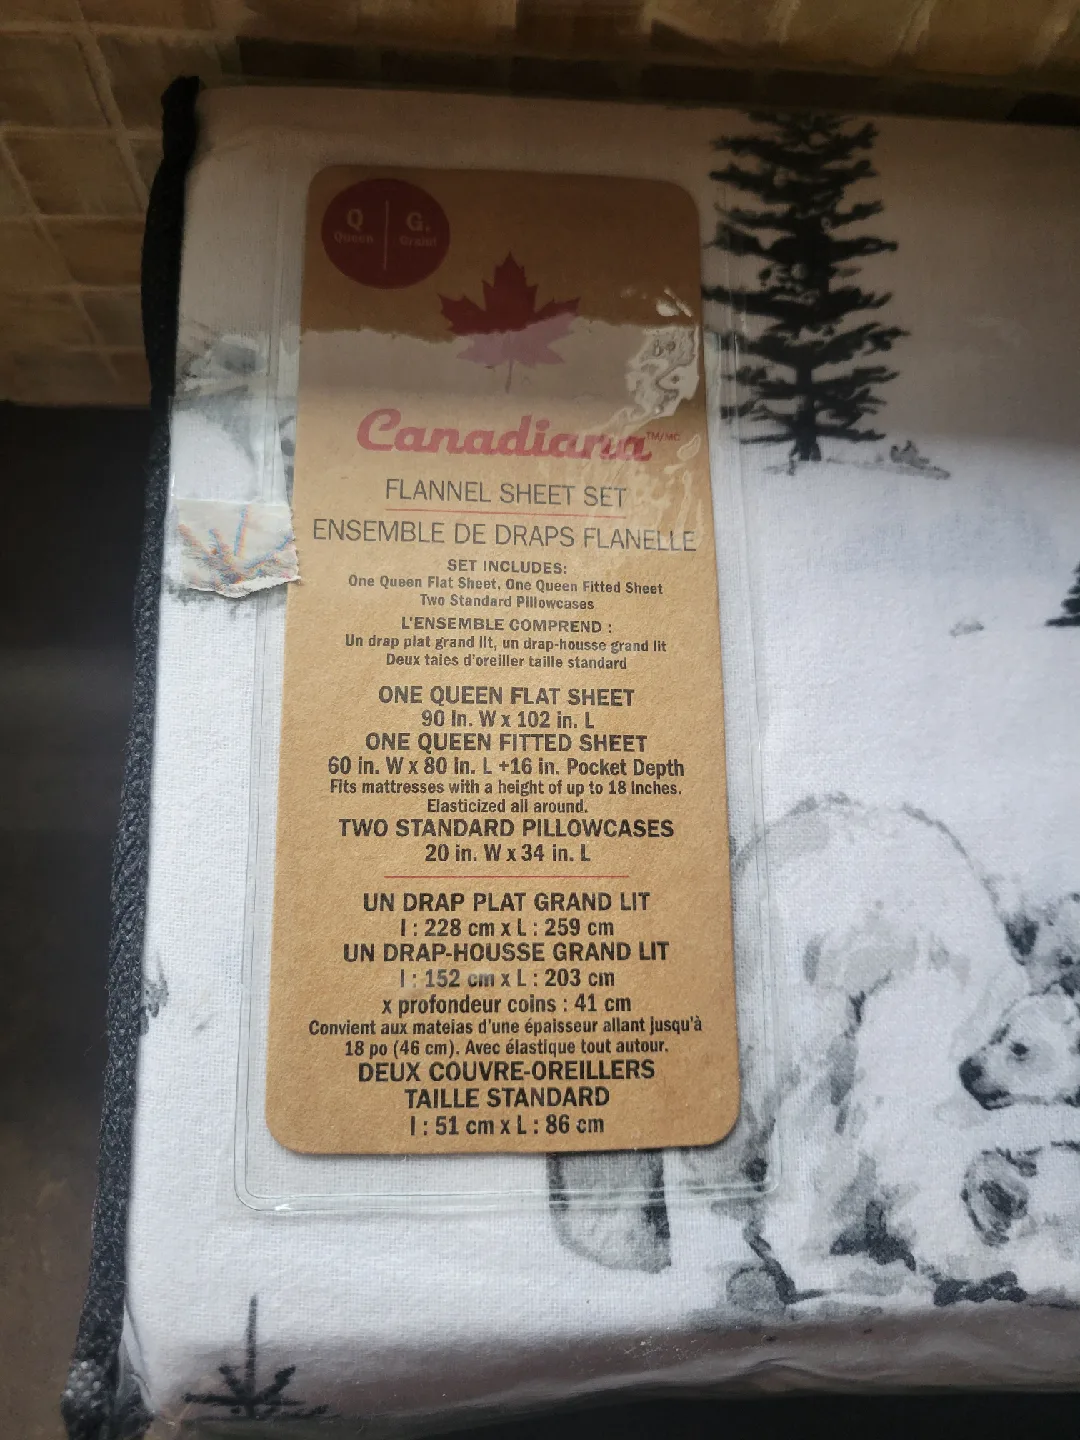 Q
Queen
G.
Grand
Canadiana™/MC
FLANNEL SHEET SET
ENSEMBLE DE DRAPS FLANELLE
SET INCLUDES:
One Queen Flat Sheet, One Queen Fitted Sheet
Two Standard Pillowcases
L'ENSEMBLE COMPREND :
Un drap plat grand lit, un drap-housse grand lit
Deux taies d'oreiller taille standard
ONE QUEEN FLAT SHEET
90 in. W x 102 in. L
ONE QUEEN FITTED SHEET
60 in. W x 80 in. L +16 in. Pocket Depth
Fits mattresses with a height of up to 18 inches.
Elasticized all around.
TWO STANDARD PILLOWCASES
20 in. W x 34 in. L
UN DRAP PLAT GRAND LIT
l : 228 cm x L : 259 cm
UN DRAP-HOUSSE GRAND LIT
l : 152 cm x L : 203 cm
x profondeur coins : 41 cm
Convient aux matelas d'une épaisseur allant jusqu'à
18 po (46 cm). Avec élastique tout autour.
DEUX COUVRE-OREILLERS
TAILLE STANDARD
l : 51 cm x L : 86 cm